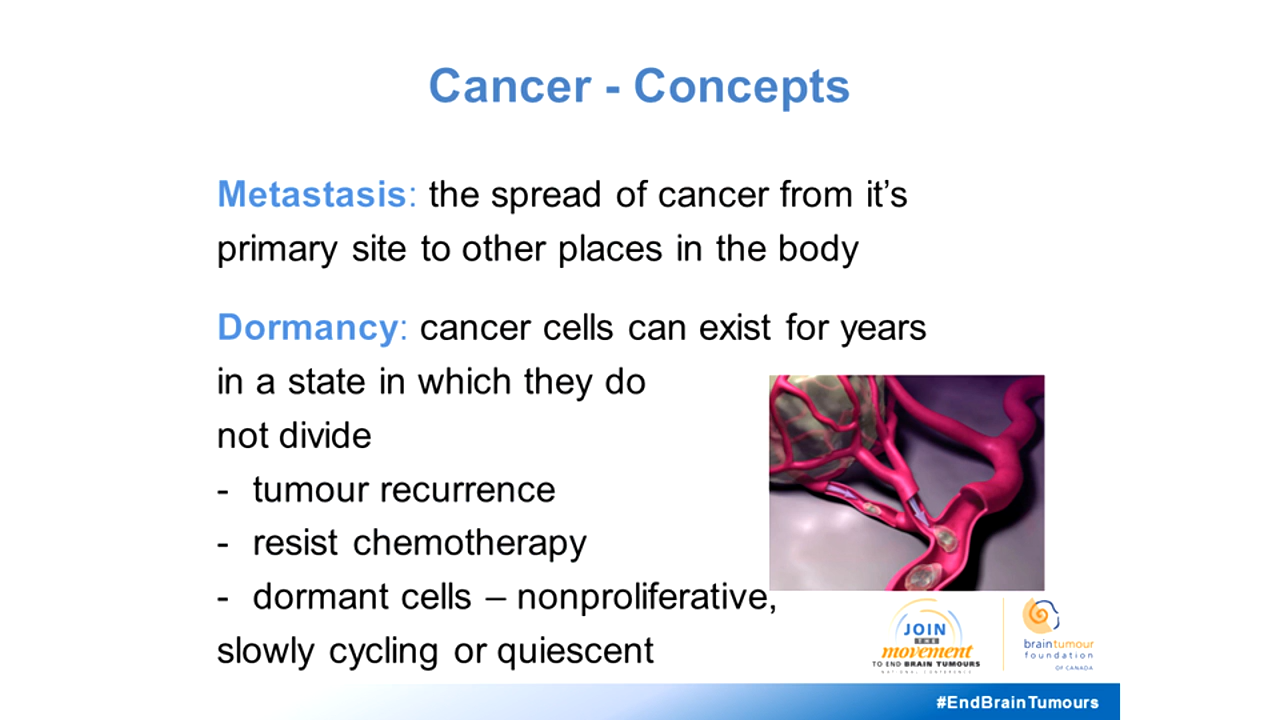 Cancer - Concepts
Metastasis: the spread of cancer from it’s
primary site to other places in the body
Dormancy: cancer cells can exist for years
in a state in which they do
not divide
- tumour recurrence
- resist chemotherapy
- dormant cells – nonproliferative,
slowly cycling or quiescent
JOIN
THE
movement
TO END BRAIN TUMOURS
NATIONAL CONFERENCE
braintumour
foundation
OF CANADA
#EndBrainTumours